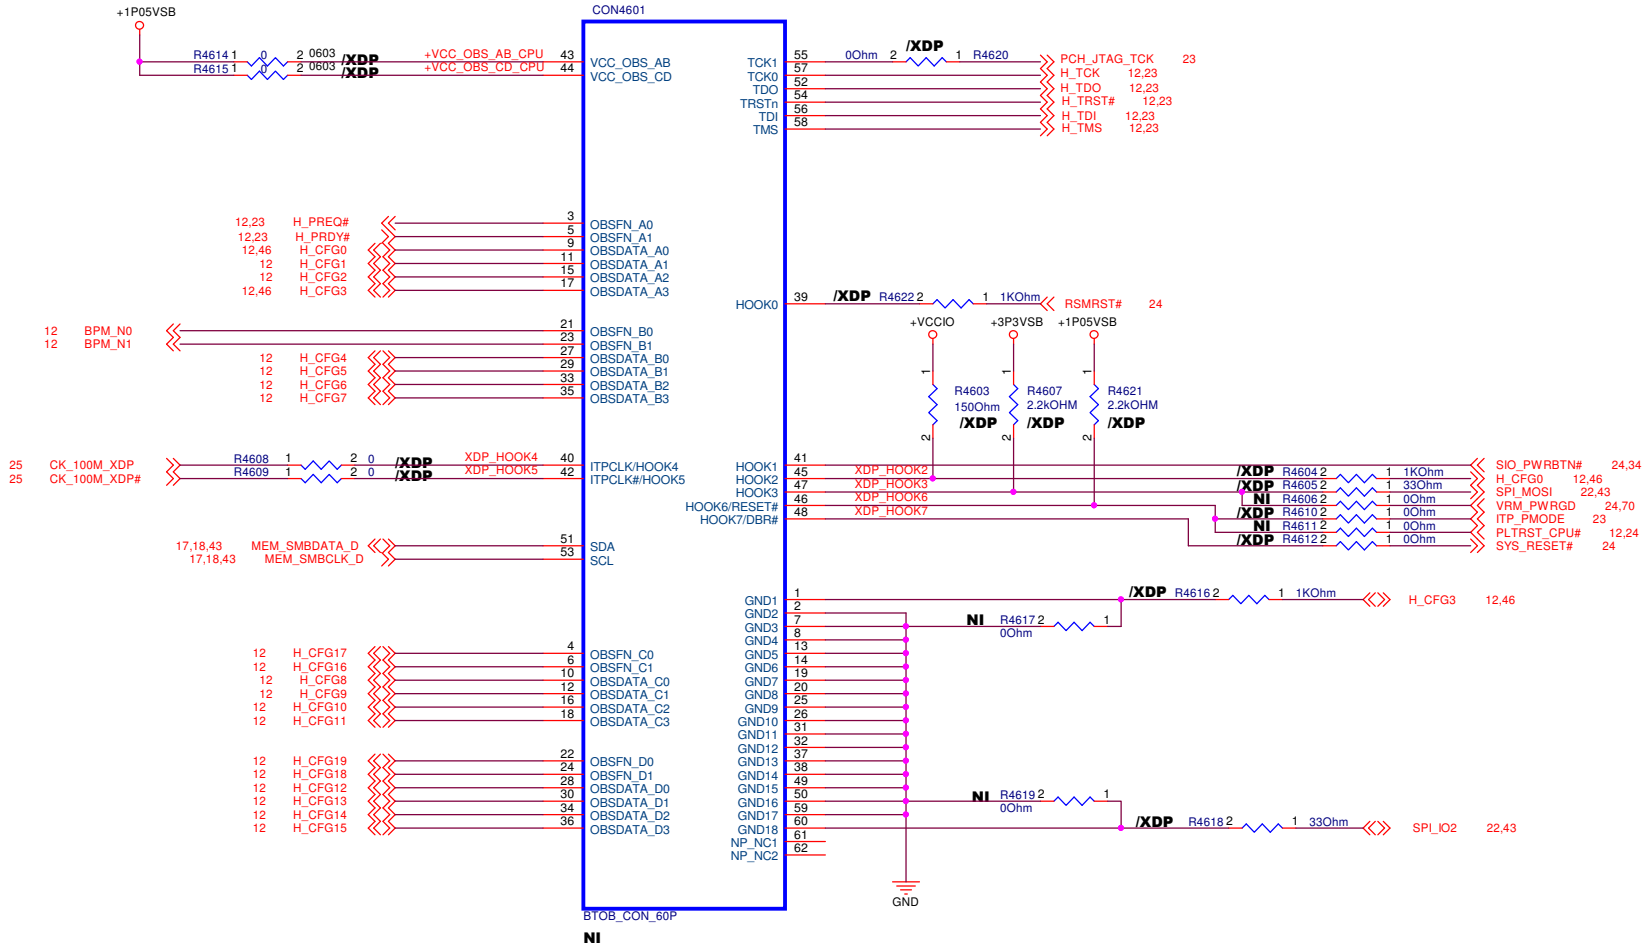 CON4601
+1P05VSB
R4614 1 0 2 0603 /XDP +VCC_OBS_AB_CPU 43 VCC_OBS_AB
R4615 1 0 2 0603 /XDP +VCC_OBS_CD_CPU 44 VCC_OBS_CD
TCK1 55 0Ohm 2 /XDP 1 R4620 PCH_JTAG_TCK 23
TCK0 57 H_TCK 12,23
TDO 52 H_TDO 12,23
TRSTn 54 H_TRST# 12,23
TDI 56 H_TDI 12,23
TMS 58 H_TMS 12,23
12,23 H_PREQ# 3 OBSFN_A0
12,23 H_PRDY# 5 OBSFN_A1
12,46 H_CFG0 9 OBSDATA_A0
12 H_CFG1 11 OBSDATA_A1
12 H_CFG2 15 OBSDATA_A2
12,46 H_CFG3 17 OBSDATA_A3
HOOK0 39 /XDP R4622 2 1 1KOhm RSMRST# 24
12 BPM_N0 21 OBSFN_B0
12 BPM_N1 23 OBSFN_B1
12 H_CFG4 27 OBSDATA_B0
12 H_CFG5 29 OBSDATA_B1
12 H_CFG6 33 OBSDATA_B2
12 H_CFG7 35 OBSDATA_B3
+VCCIO +3P3VSB +1P05VSB
1 1 1
R4603 R4607 R4621
150Ohm 2.2kOHM 2.2kOHM
/XDP /XDP /XDP
2 2 2
25 CK_100M_XDP R4608 1 2 0 /XDP XDP_HOOK4 40 ITPCLK/HOOK4
25 CK_100M_XDP# R4609 1 2 0 /XDP XDP_HOOK5 42 ITPCLK#/HOOK5
HOOK1 41 SIO_PWRBTN# 24,34
HOOK2 45 XDP_HOOK2 /XDP R4604 2 1 1KOhm H_CFG0 12,46
HOOK3 47 XDP_HOOK3 /XDP R4605 2 1 33Ohm SPI_MOSI 22,43
HOOK6/RESET# 46 XDP_HOOK6 NI R4606 2 1 0Ohm VRM_PWRGD 24,70
HOOK7/DBR# 48 XDP_HOOK7 /XDP R4610 2 1 0Ohm ITP_PMODE 23
NI R4611 2 1 0Ohm PLTRST_CPU# 12,24
/XDP R4612 2 1 0Ohm SYS_RESET# 24
17,18,43 MEM_SMBDATA_D 51 SDA
17,18,43 MEM_SMBCLK_D 53 SCL
GND1 1 /XDP R4616 2 1 1KOhm H_CFG3 12,46
GND2 2
GND3 7 NI R4617 2 1
0Ohm
GND4 8
GND5 13
GND6 14
GND7 19
GND8 20
GND9 25
GND10 26
GND11 31
GND12 32
GND13 37
GND14 38
GND15 49
GND16 50 NI R4619 2 1
0Ohm
GND17 59
GND18 60 /XDP R4618 2 1 33Ohm SPI_IO2 22,43
NP_NC1 61
NP_NC2 62
12 H_CFG17 4 OBSFN_C0
12 H_CFG16 6 OBSFN_C1
12 H_CFG8 10 OBSDATA_C0
12 H_CFG9 12 OBSDATA_C1
12 H_CFG10 16 OBSDATA_C2
12 H_CFG11 18 OBSDATA_C3
12 H_CFG19 22 OBSFN_D0
12 H_CFG18 24 OBSFN_D1
12 H_CFG12 28 OBSDATA_D0
12 H_CFG13 30 OBSDATA_D1
12 H_CFG14 34 OBSDATA_D2
12 H_CFG15 36 OBSDATA_D3
GND
BTOB_CON_60P
NI